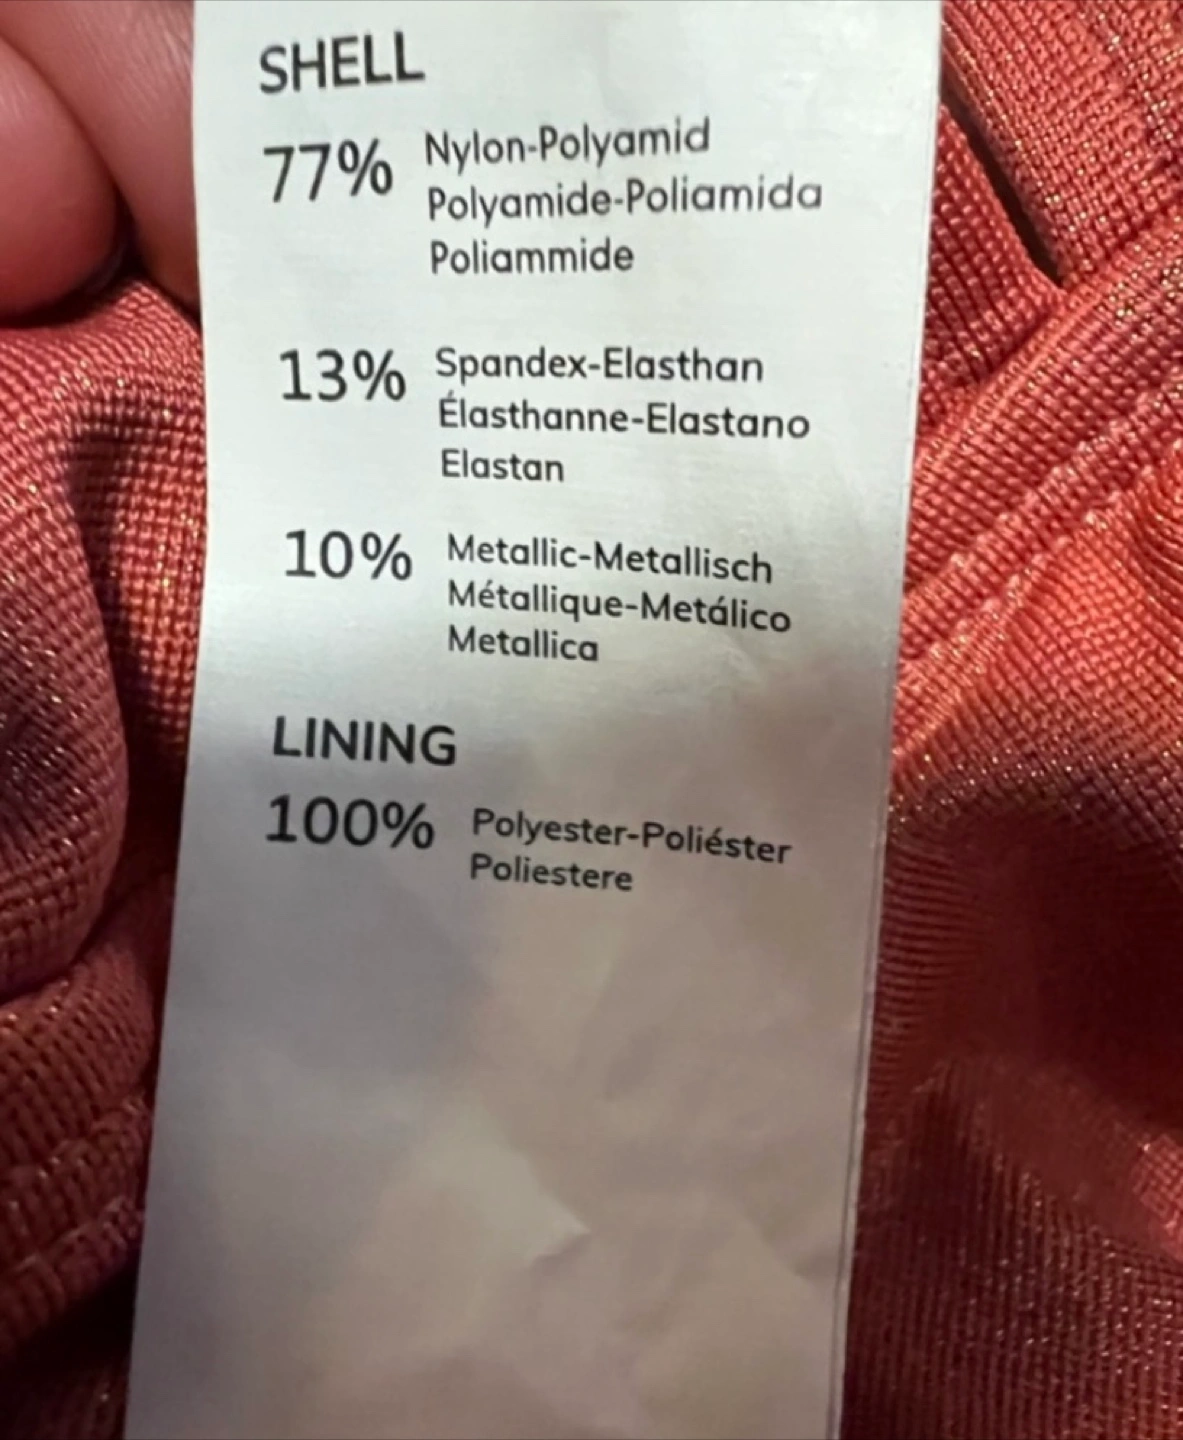 SHELL
77% Nylon-Polyamid
Polyamide-Poliamida
Poliammide
13% Spandex-Elasthan
Élasthanne-Elastano
Elastan
10% Metallic-Metallisch
Métallique-Metálico
Metallica
LINING
100% Polyester-Poliéster
Poliestere